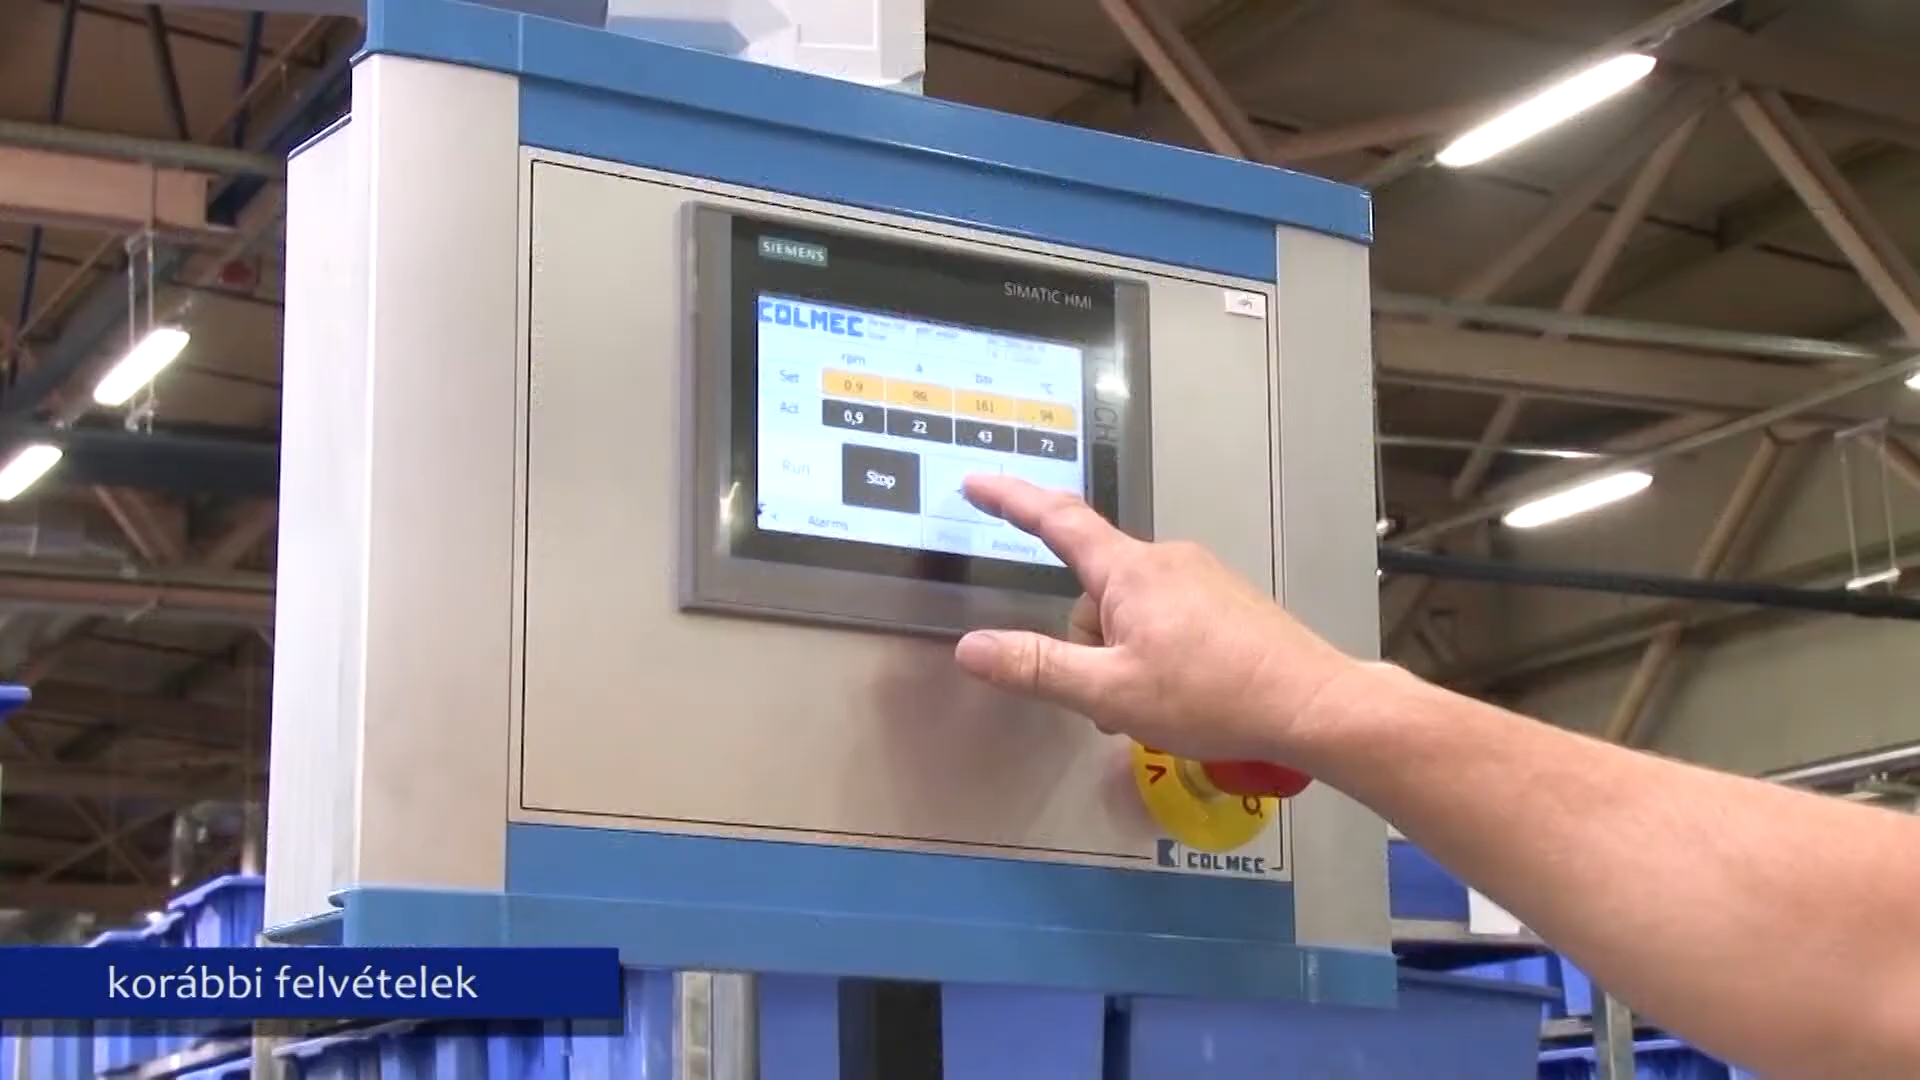 SIEMENS
SIMATIC HMI
COLMEC
rpm A bar °C
Set 0.9 98 161 94
Act 0,9 22 43 72
Run Stop
Alarms
COLMEC
korábbi felvételek